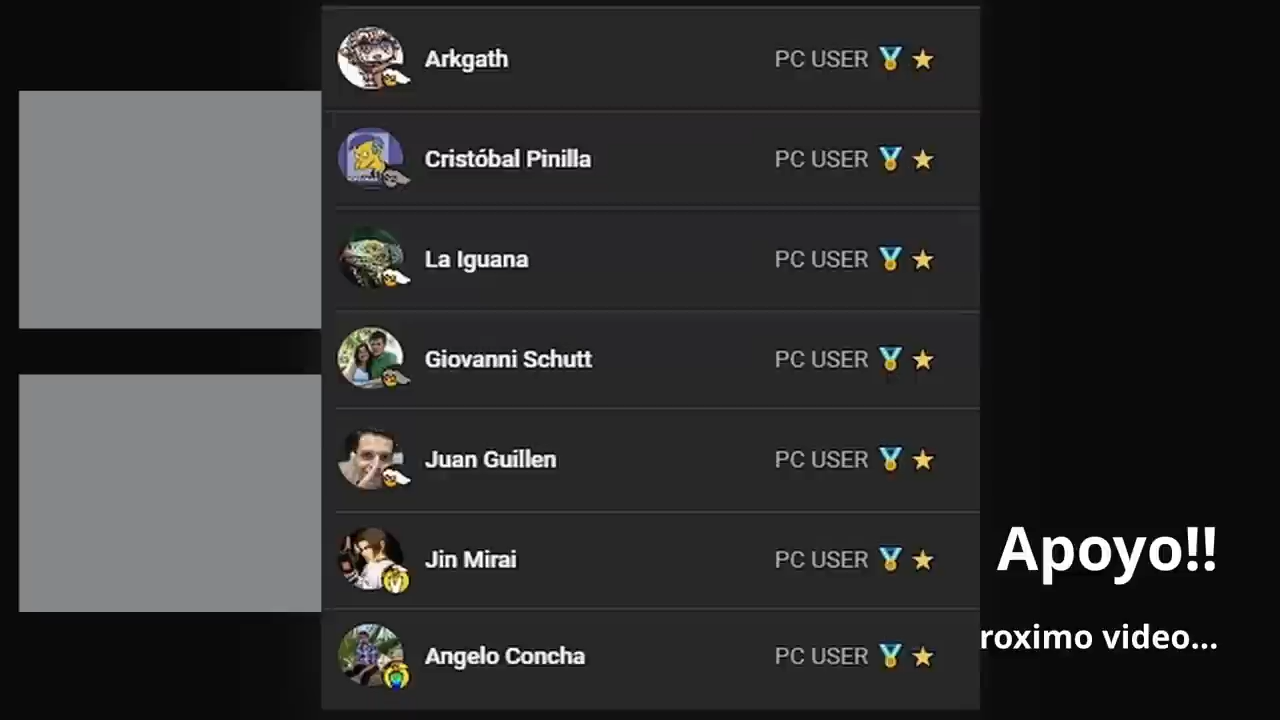 Arkgath PC USER
Cristóbal Pinilla PC USER
La Iguana PC USER
Giovanni Schutt PC USER
Juan Guillen PC USER
Jin Mirai PC USER
Angelo Concha PC USER
Apoyo!!
roximo video...